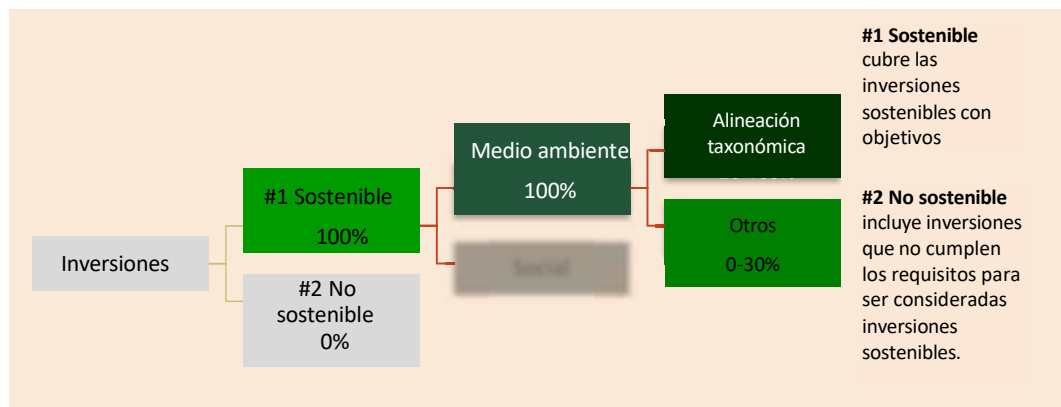 Inversiones
#1 Sostenible
100%
#2 No
sostenible
0%
Medio ambiente
100%
Social
Alineación
taxonómica
Otros
0-30%
#1 Sostenible
cubre las
inversiones
sostenibles con
objetivos
#2 No sostenible
incluye inversiones
que no cumplen
los requisitos para
ser consideradas
inversiones
sostenibles.